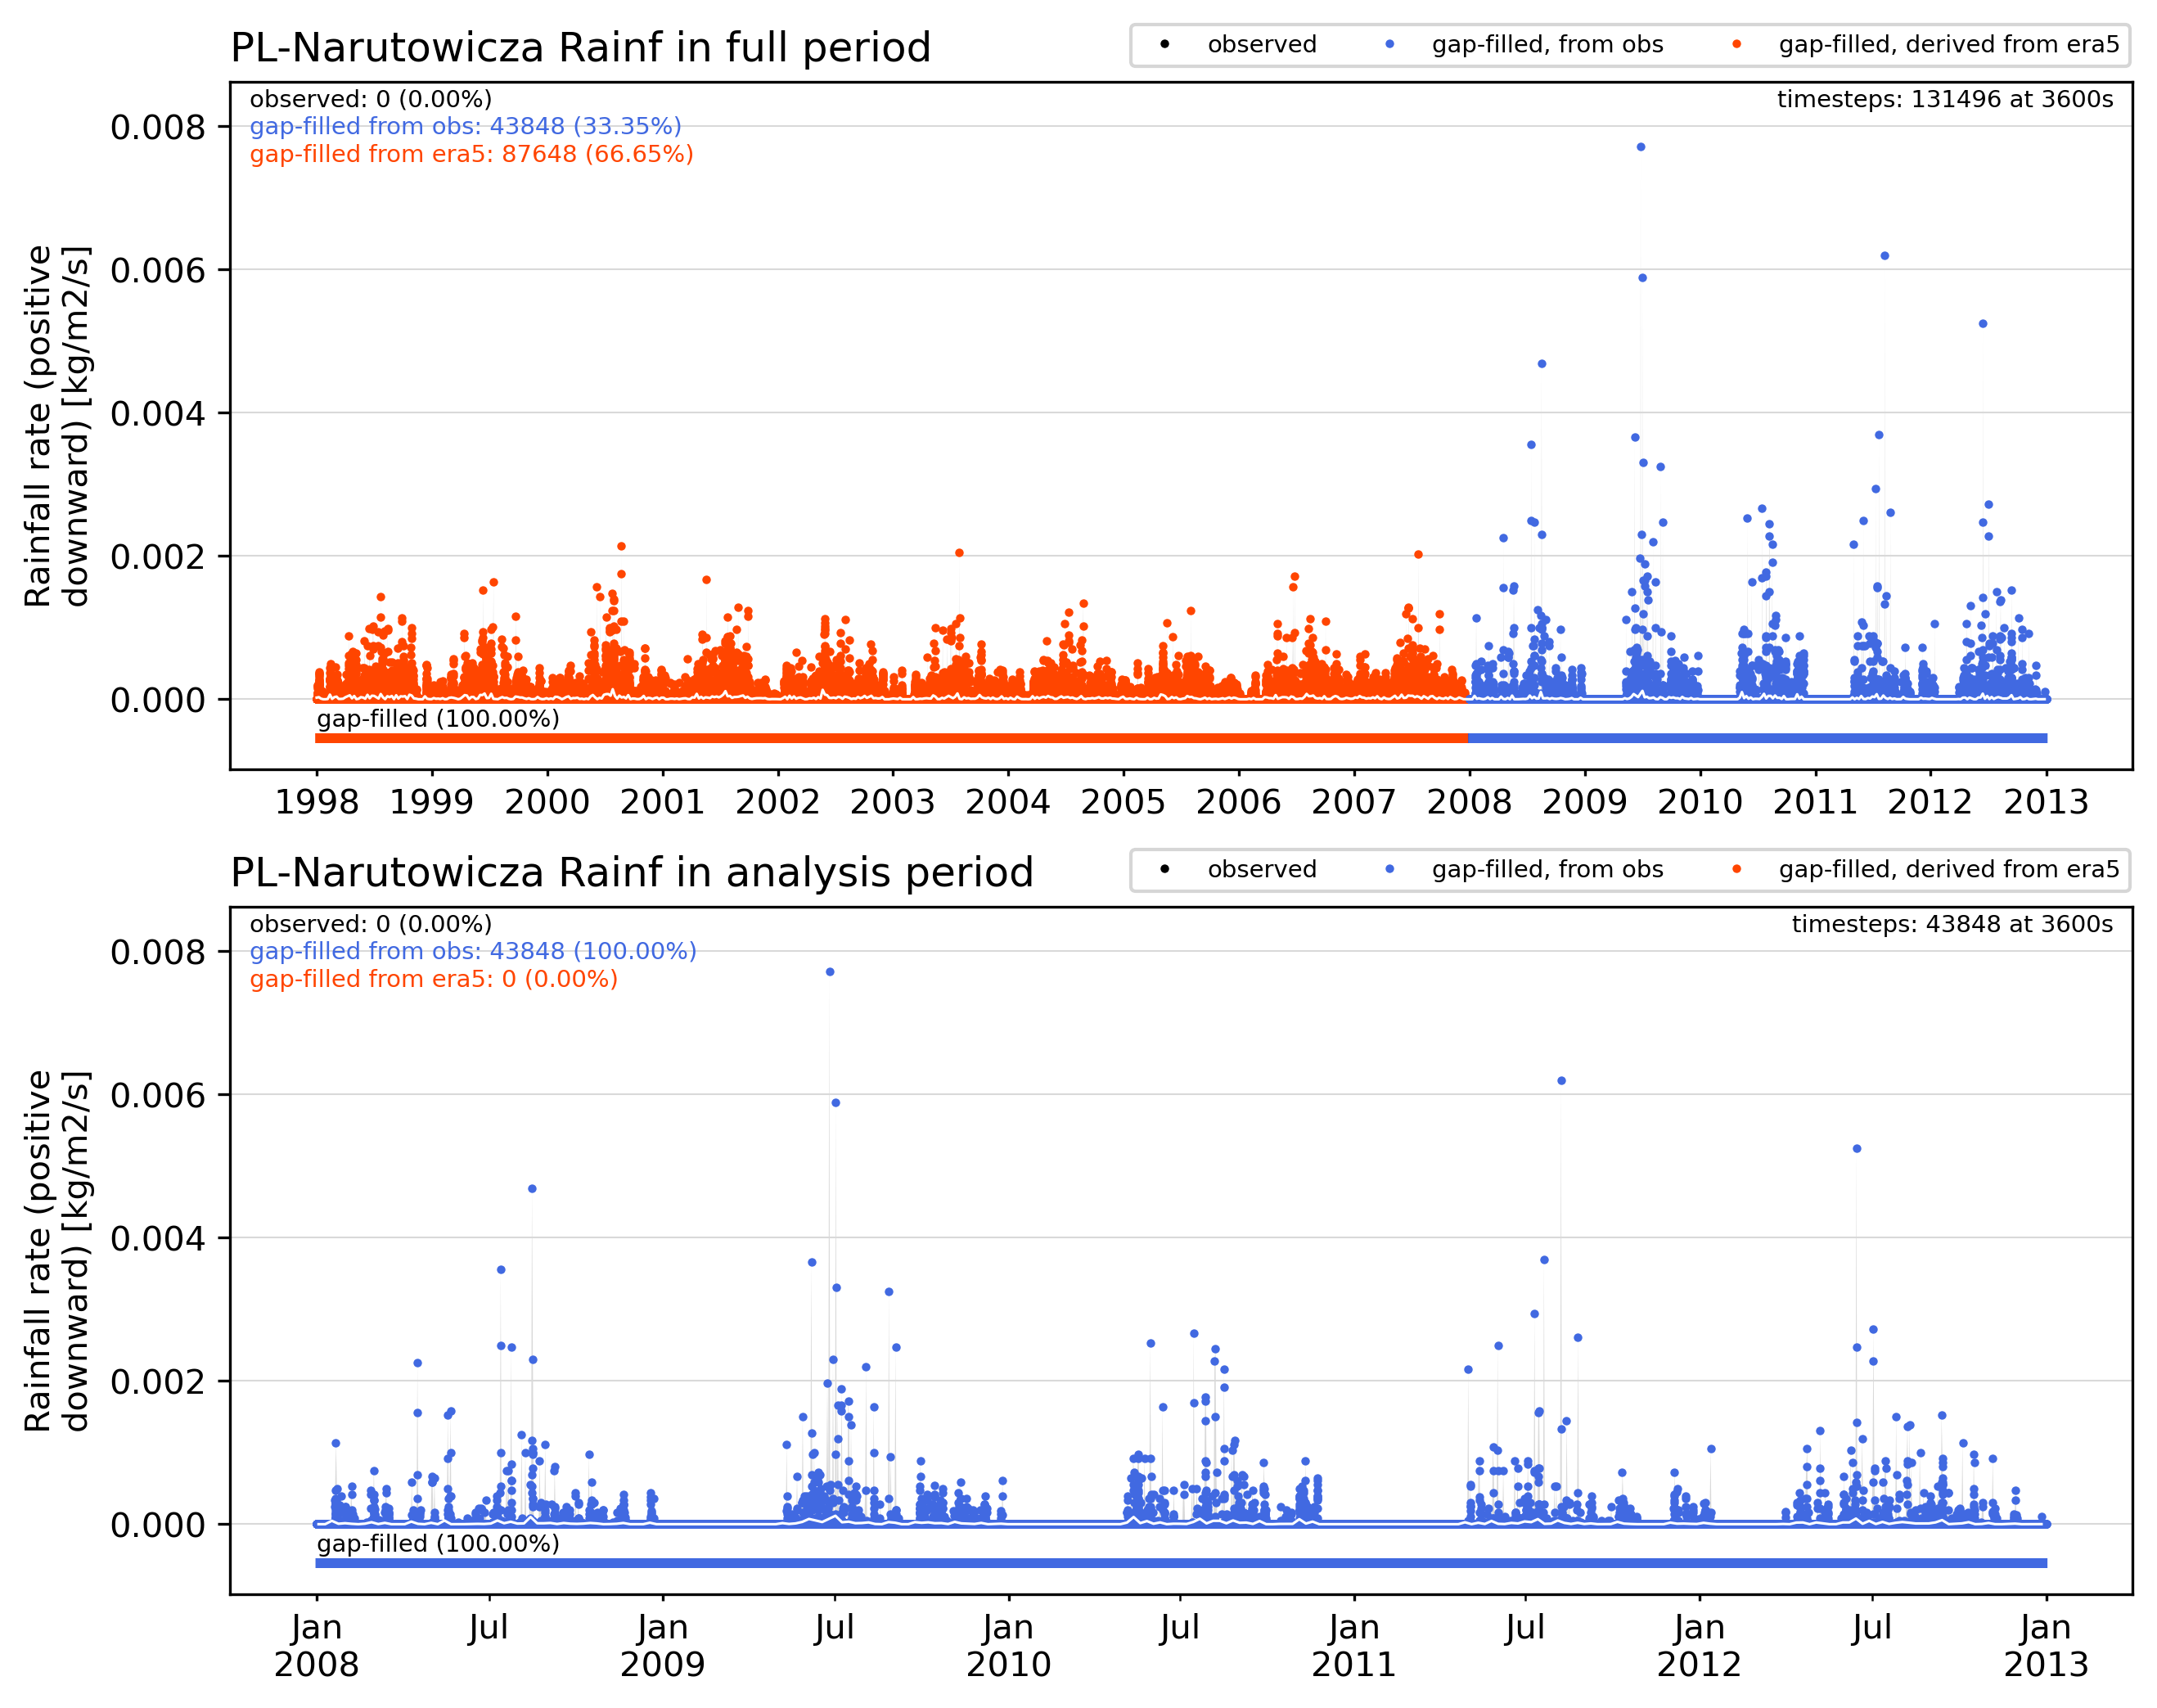 PL-Narutowicza Rainf in full period
observed
gap-filled, from obs
gap-filled, derived from era5
observed: 0 (0.00%)
gap-filled from obs: 43848 (33.35%)
gap-filled from era5: 87648 (66.65%)
timesteps: 131496 at 3600s
Rainfall rate (positive
downward) [kg/m2/s]
0.008
0.006
0.004
0.002
0.000
gap-filled (100.00%)
1998 1999 2000 2001 2002 2003 2004 2005 2006 2007 2008 2009 2010 2011 2012 2013
PL-Narutowicza Rainf in analysis period
observed
gap-filled, from obs
gap-filled, derived from era5
observed: 0 (0.00%)
gap-filled from obs: 43848 (100.00%)
gap-filled from era5: 0 (0.00%)
timesteps: 43848 at 3600s
Rainfall rate (positive
downward) [kg/m2/s]
0.008
0.006
0.004
0.002
0.000
gap-filled (100.00%)
Jan Jul Jan Jul Jan Jul Jan Jul Jan Jul Jan
2008 2009 2010 2011 2012 2013